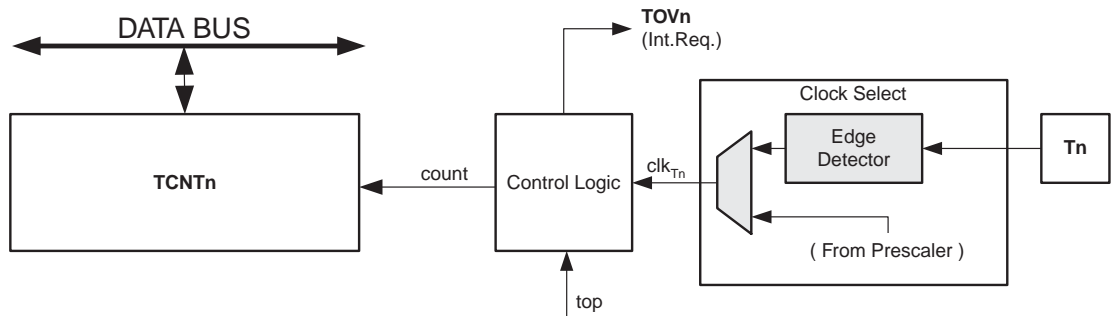 DATA BUS
TOVn
(Int.Req.)
Clock Select
Edge
Detector
Tn
TCNTn
count
Control Logic
clkTn
( From Prescaler )
top